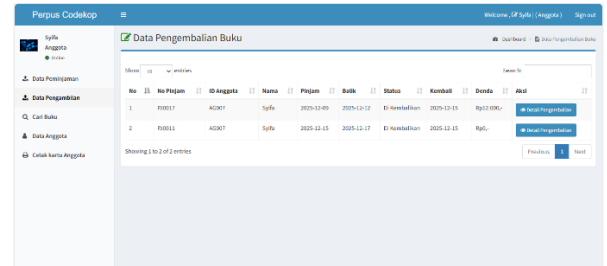 Perpus Codekop
Welcome, Syifa | ( Anggota )
Sign out
Syifa
Anggota
Online
Data Peminjaman
Data Pengambilan
Cari Buku
Data Anggota
Cetak kartu Anggota
Data Pengembalian Buku
Dashboard
Data Pengembalian Buku
Show 10 entries
Search:
No No Pinjam ID Anggota Nama Pinjam Balik Status Kembali Denda Aksi
1 PJ0017 AG007 Syifa 2025-12-09 2025-12-12 Di Kembalikan 2025-12-15 Rp12.000,- Detail Pengembalian
2 PJ0011 AG007 Syifa 2025-12-15 2025-12-17 Di Kembalikan 2025-12-15 Rp0,- Detail Pengembalian
Showing 1 to 2 of 2 entries
Previous 1 Next